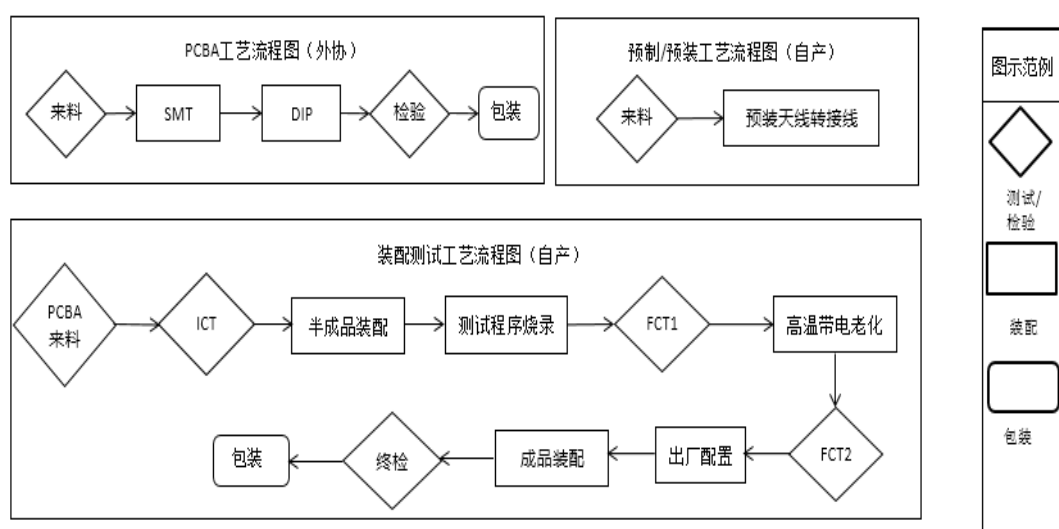 PCBA工艺流程图（外协）
来料
SMT
DIP
检验
包装
预制/预装工艺流程图（自产）
来料
预装天线转接线
装配测试工艺流程图（自产）
PCBA
来料
ICT
半成品装配
测试程序烧录
FCT1
高温带电老化
FCT2
出厂配置
成品装配
终检
包装
图示范例
测试/
检验
装配
包装